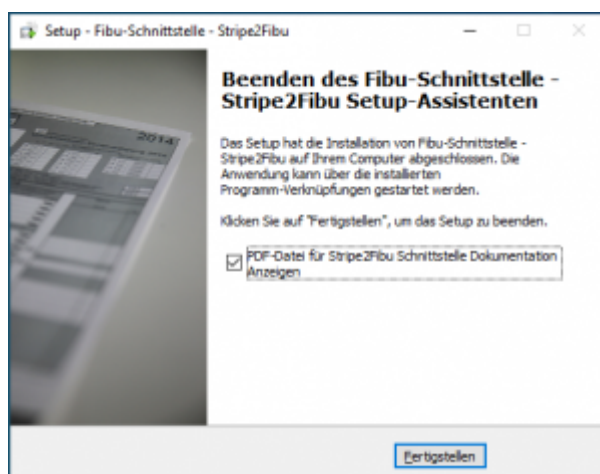 Setup - Fibu-Schnittstelle - Stripe2Fibu
2014
Beenden des Fibu-Schnittstelle -
Stripe2Fibu Setup-Assistenten
Das Setup hat die Installation von Fibu-Schnittstelle -
Stripe2Fibu auf Ihrem Computer abgeschlossen. Die
Anwendung kann über die installierten
Programm-Verknüpfungen gestartet werden.
Klicken Sie auf "Fertigstellen", um das Setup zu beenden.
PDF-Datei für Stripe2Fibu Schnittstelle Dokumentation
Anzeigen
Fertigstellen